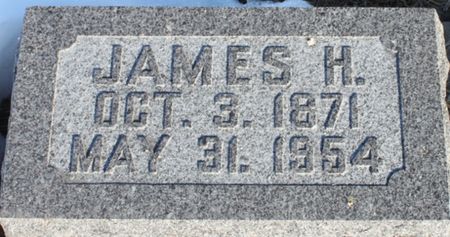 JAMES H.
OCT. 3. 1871
MAY 31. 1954